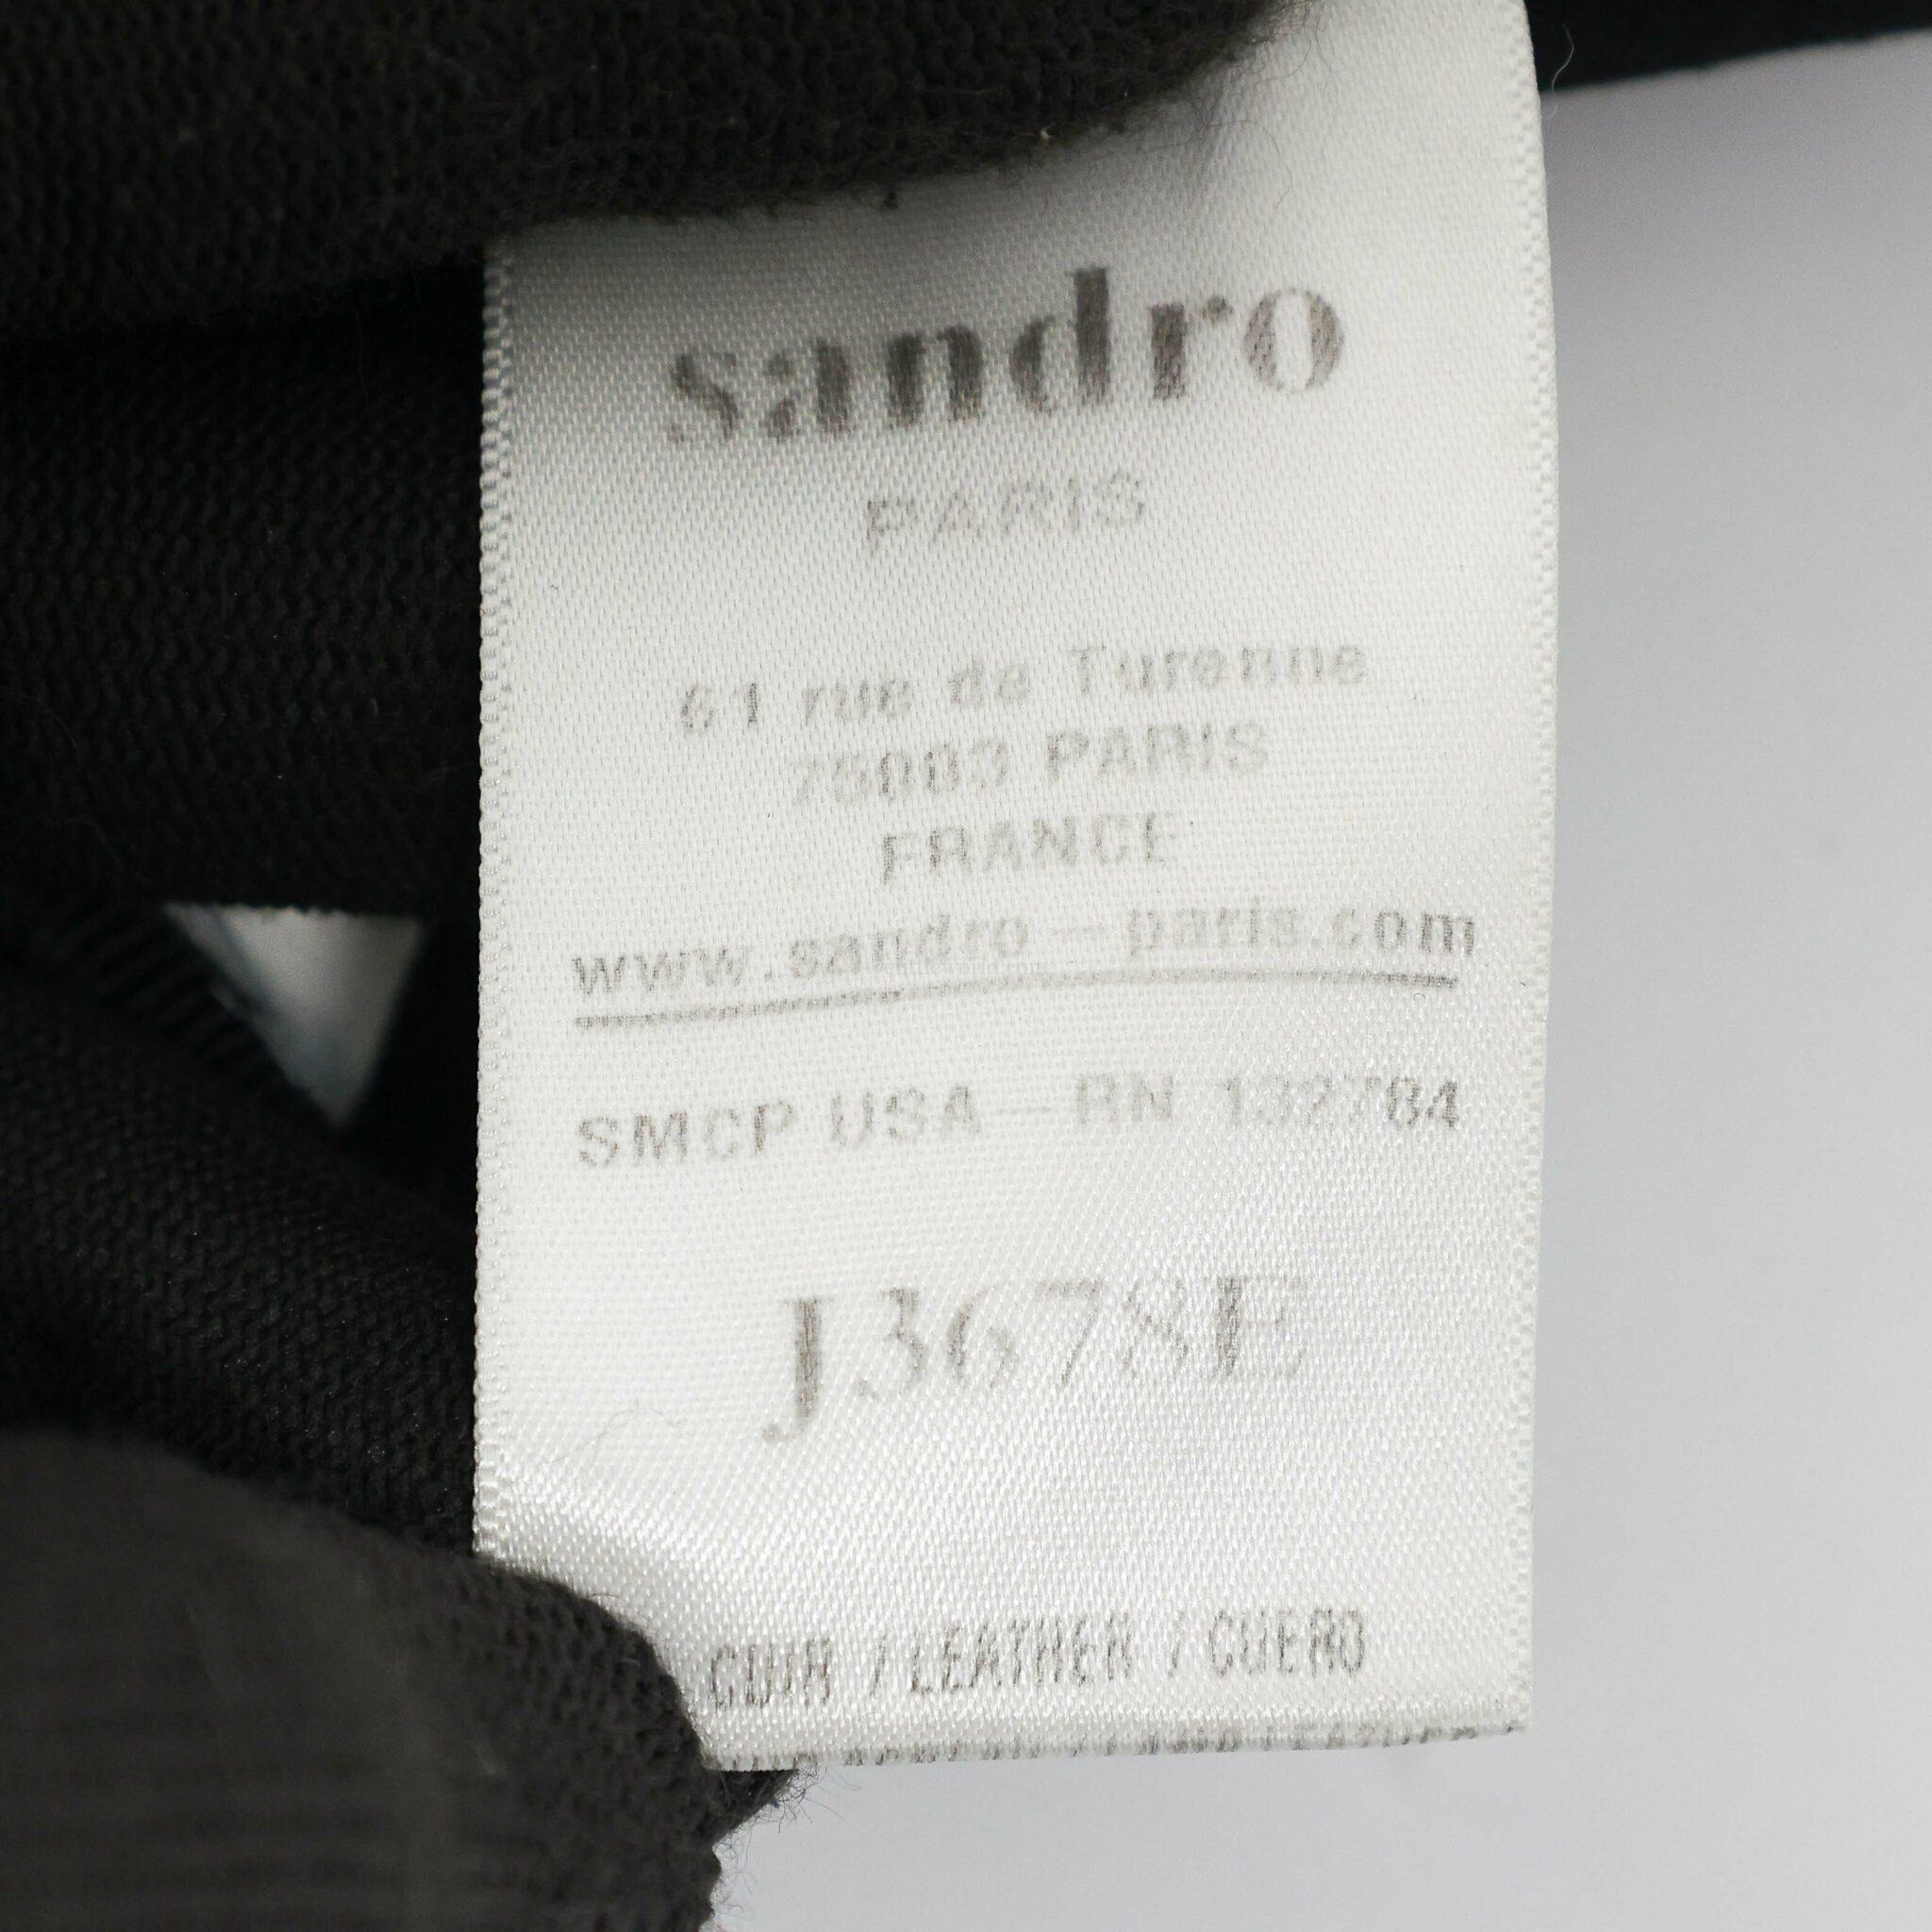 sandro
PARIS
61 rue de Turenne
75003 PARIS
FRANCE
www.sandro-paris.com
SMCP USA - RN 132784
J3678E
CUIR / LEATHER / CUERO